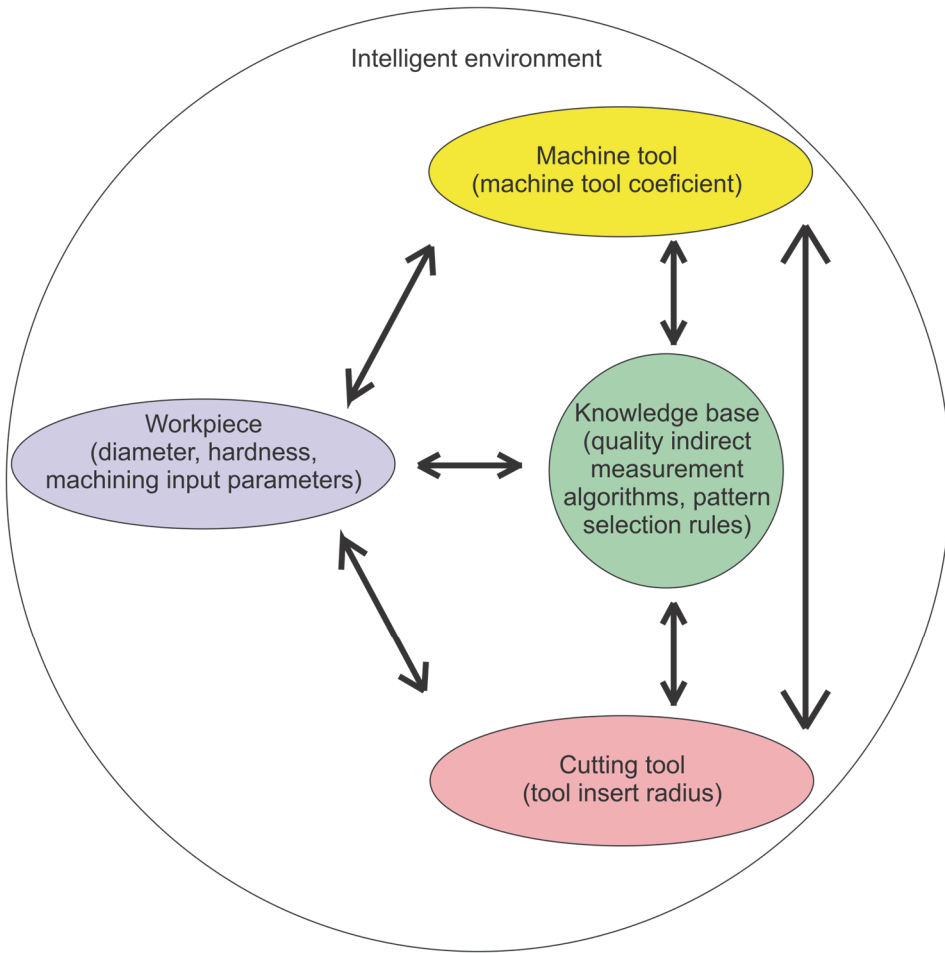 Intelligent environment
Machine tool
(machine tool coeficient)
Workpiece
(diameter, hardness,
machining input parameters)
Knowledge base
(quality indirect
measurement
algorithms, pattern
selection rules)
Cutting tool
(tool insert radius)